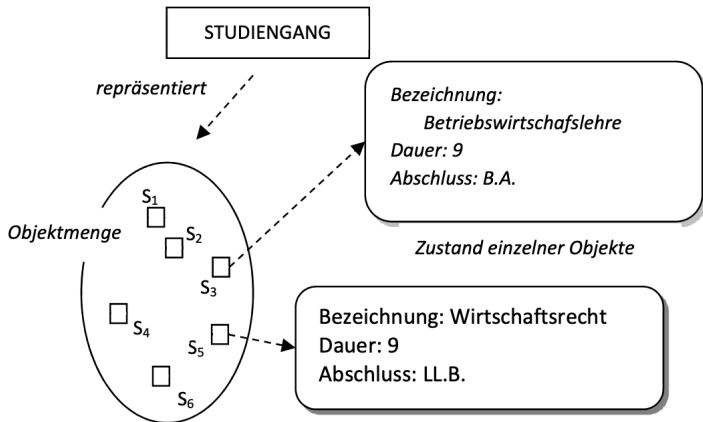 STUDIENGANG
repräsentiert
Bezeichnung:
Betriebswirtschafslehre
Dauer: 9
Abschluss: B.A.
Objektmenge
S1
S2
S3
S4
S5
S6
Zustand einzelner Objekte
Bezeichnung: Wirtschaftsrecht
Dauer: 9
Abschluss: LL.B.